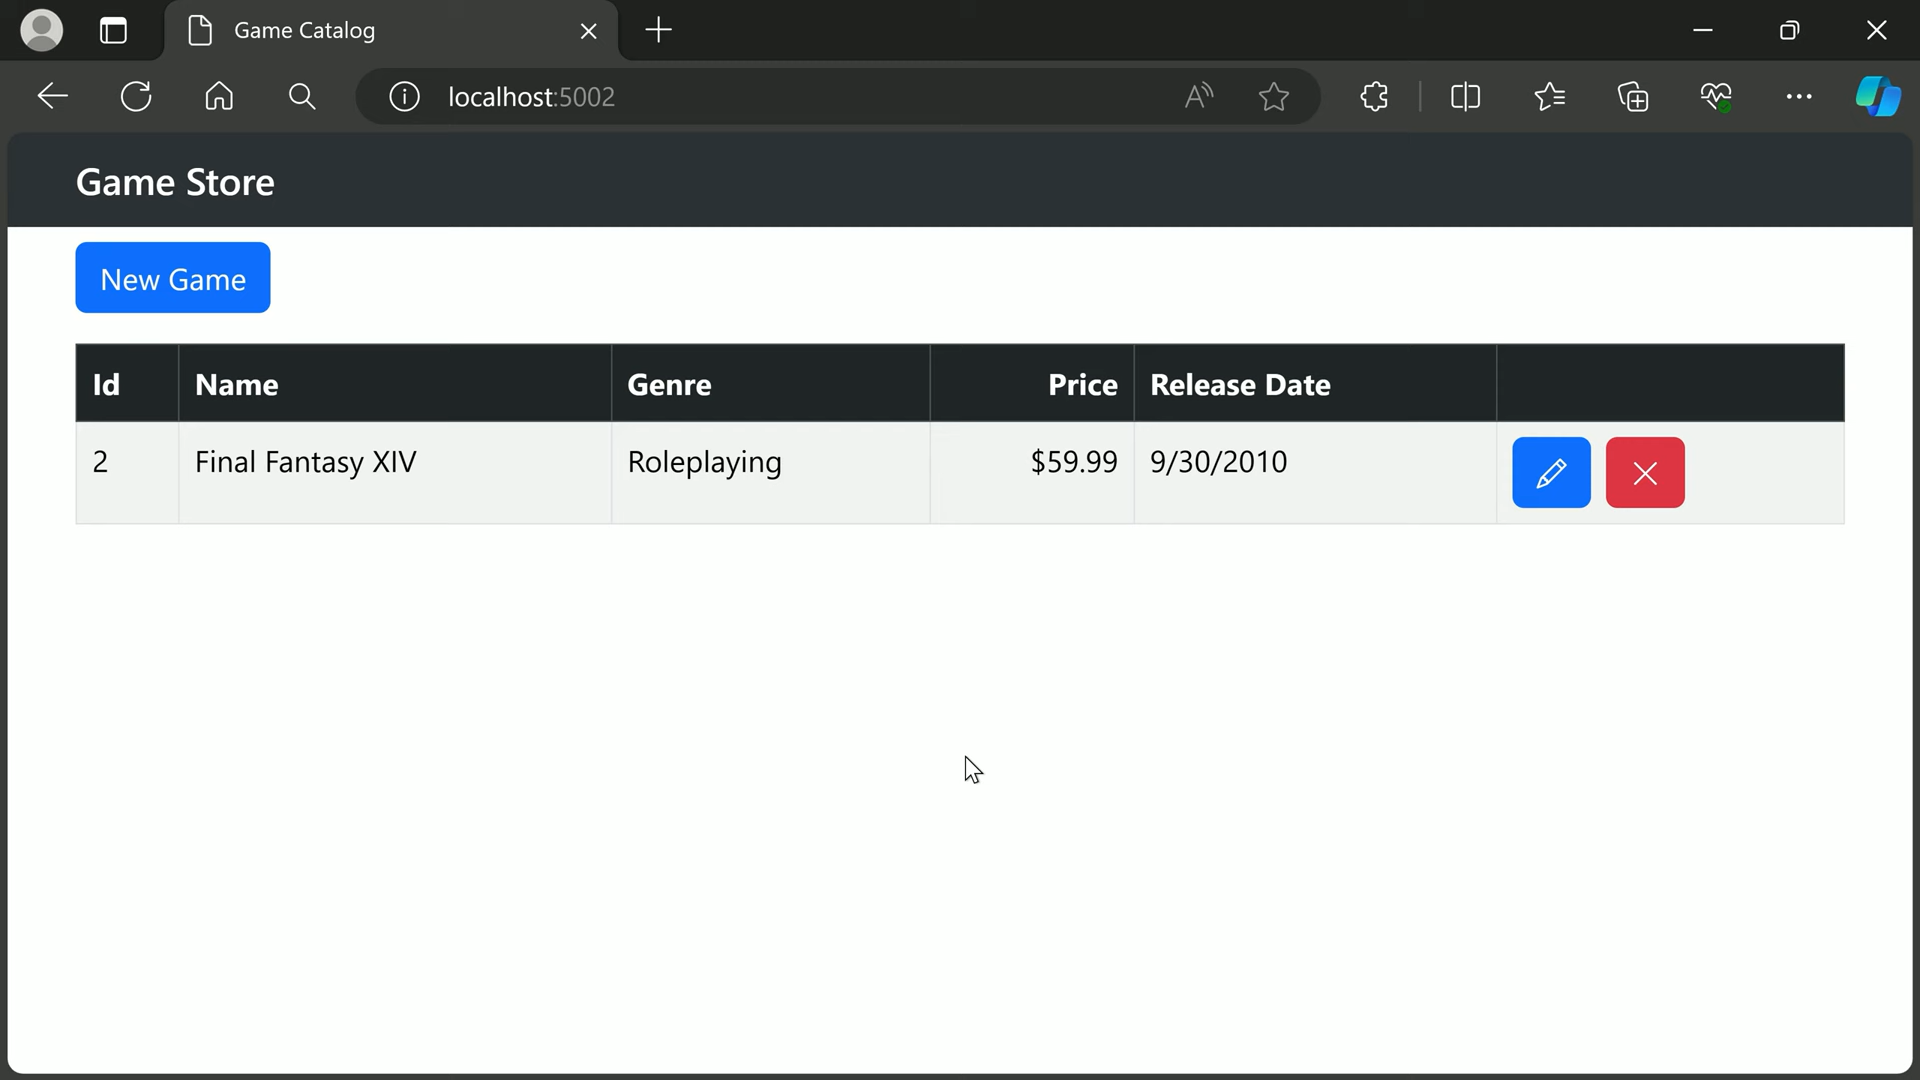 Game Catalog
localhost:5002
Game Store
New Game
Id Name Genre Price Release Date
2 Final Fantasy XIV Roleplaying $59.99 9/30/2010